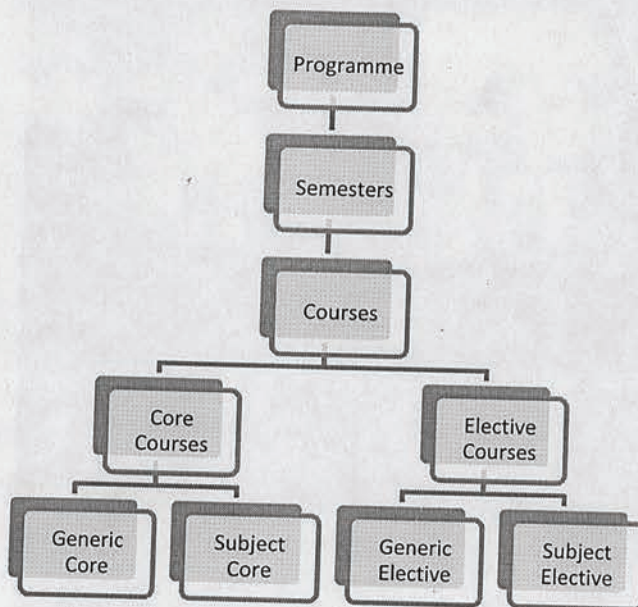 Programme
Semesters
Courses
Core
Courses
Elective
Courses
Generic
Core
Subject
Core
Generic
Elective
Subject
Elective